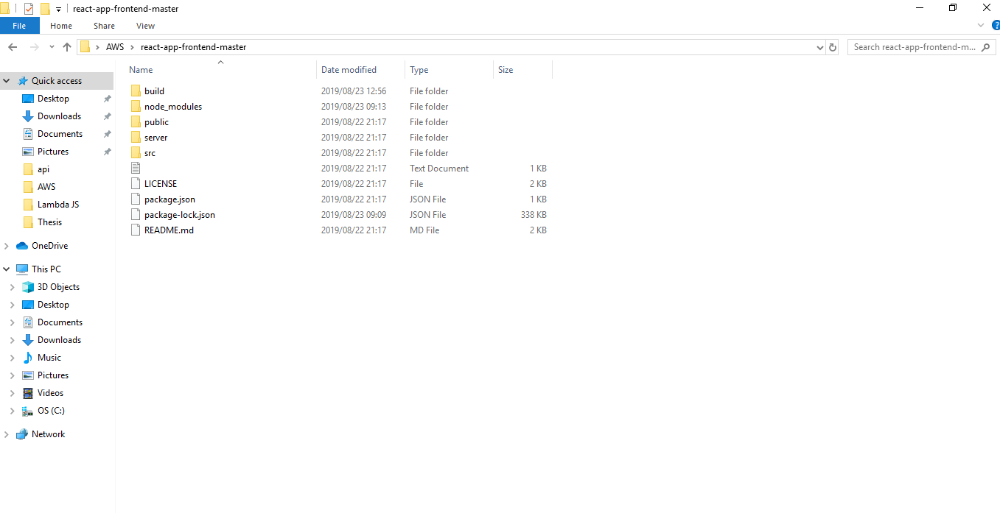 react-app-frontend-master
File Home Share View
AWS react-app-frontend-master Search react-app-frontend-m...
Name Date modified Type Size
Quick access
Desktop
Downloads
Documents
Pictures
api
AWS
Lambda JS
Thesis
OneDrive
This PC
3D Objects
Desktop
Documents
Downloads
Music
Pictures
Videos
OS (C:)
Network
build 2019/08/23 12:56 File folder
node_modules 2019/08/23 09:13 File folder
public 2019/08/22 21:17 File folder
server 2019/08/22 21:17 File folder
src 2019/08/22 21:17 File folder
2019/08/22 21:17 Text Document 1 KB
LICENSE 2019/08/22 21:17 File 2 KB
package.json 2019/08/22 21:17 JSON File 1 KB
package-lock.json 2019/08/23 09:09 JSON File 338 KB
README.md 2019/08/22 21:17 MD File 2 KB